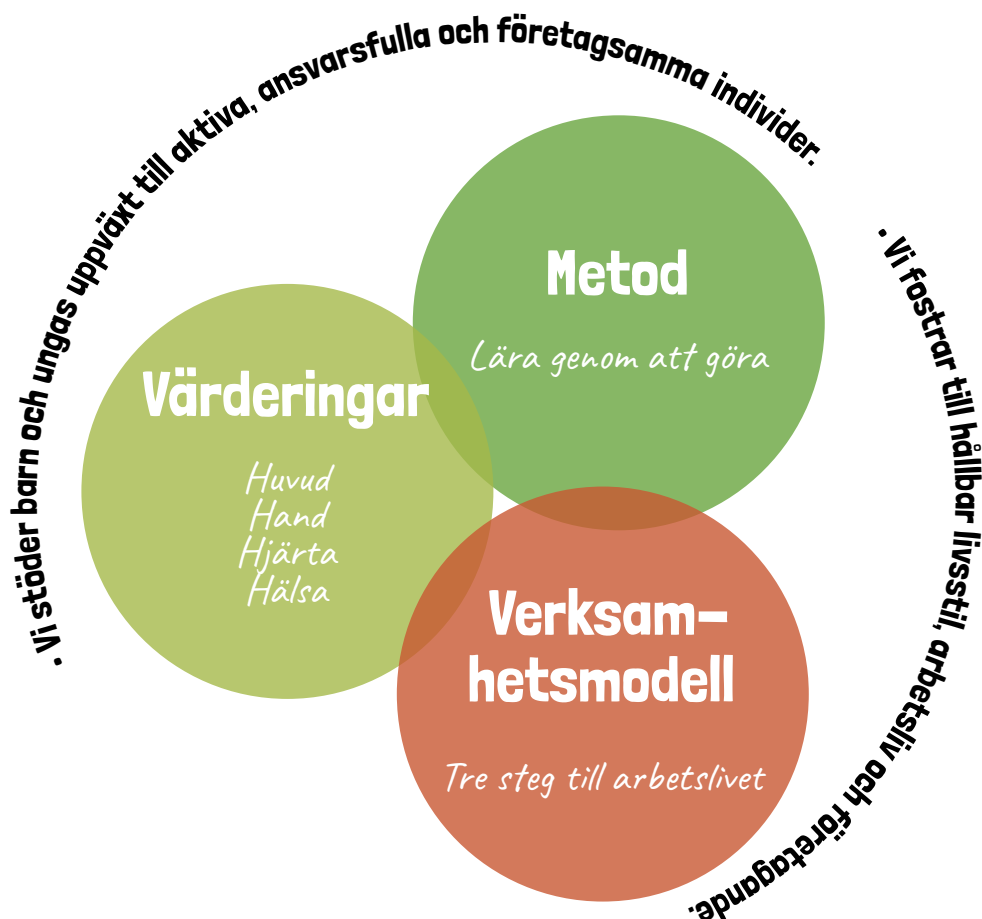 • Vi stöder barn och ungas uppväxt till aktiva, ansvarsfulla och företagsamma individer.
• Vi fostrar till hållbar livsstil, arbetsliv och företagande.
Metod
Lära genom att göra
Värderingar
Huvud
Hand
Hjärta
Hälsa
Verksam-
hetsmodell
Tre steg till arbetslivet